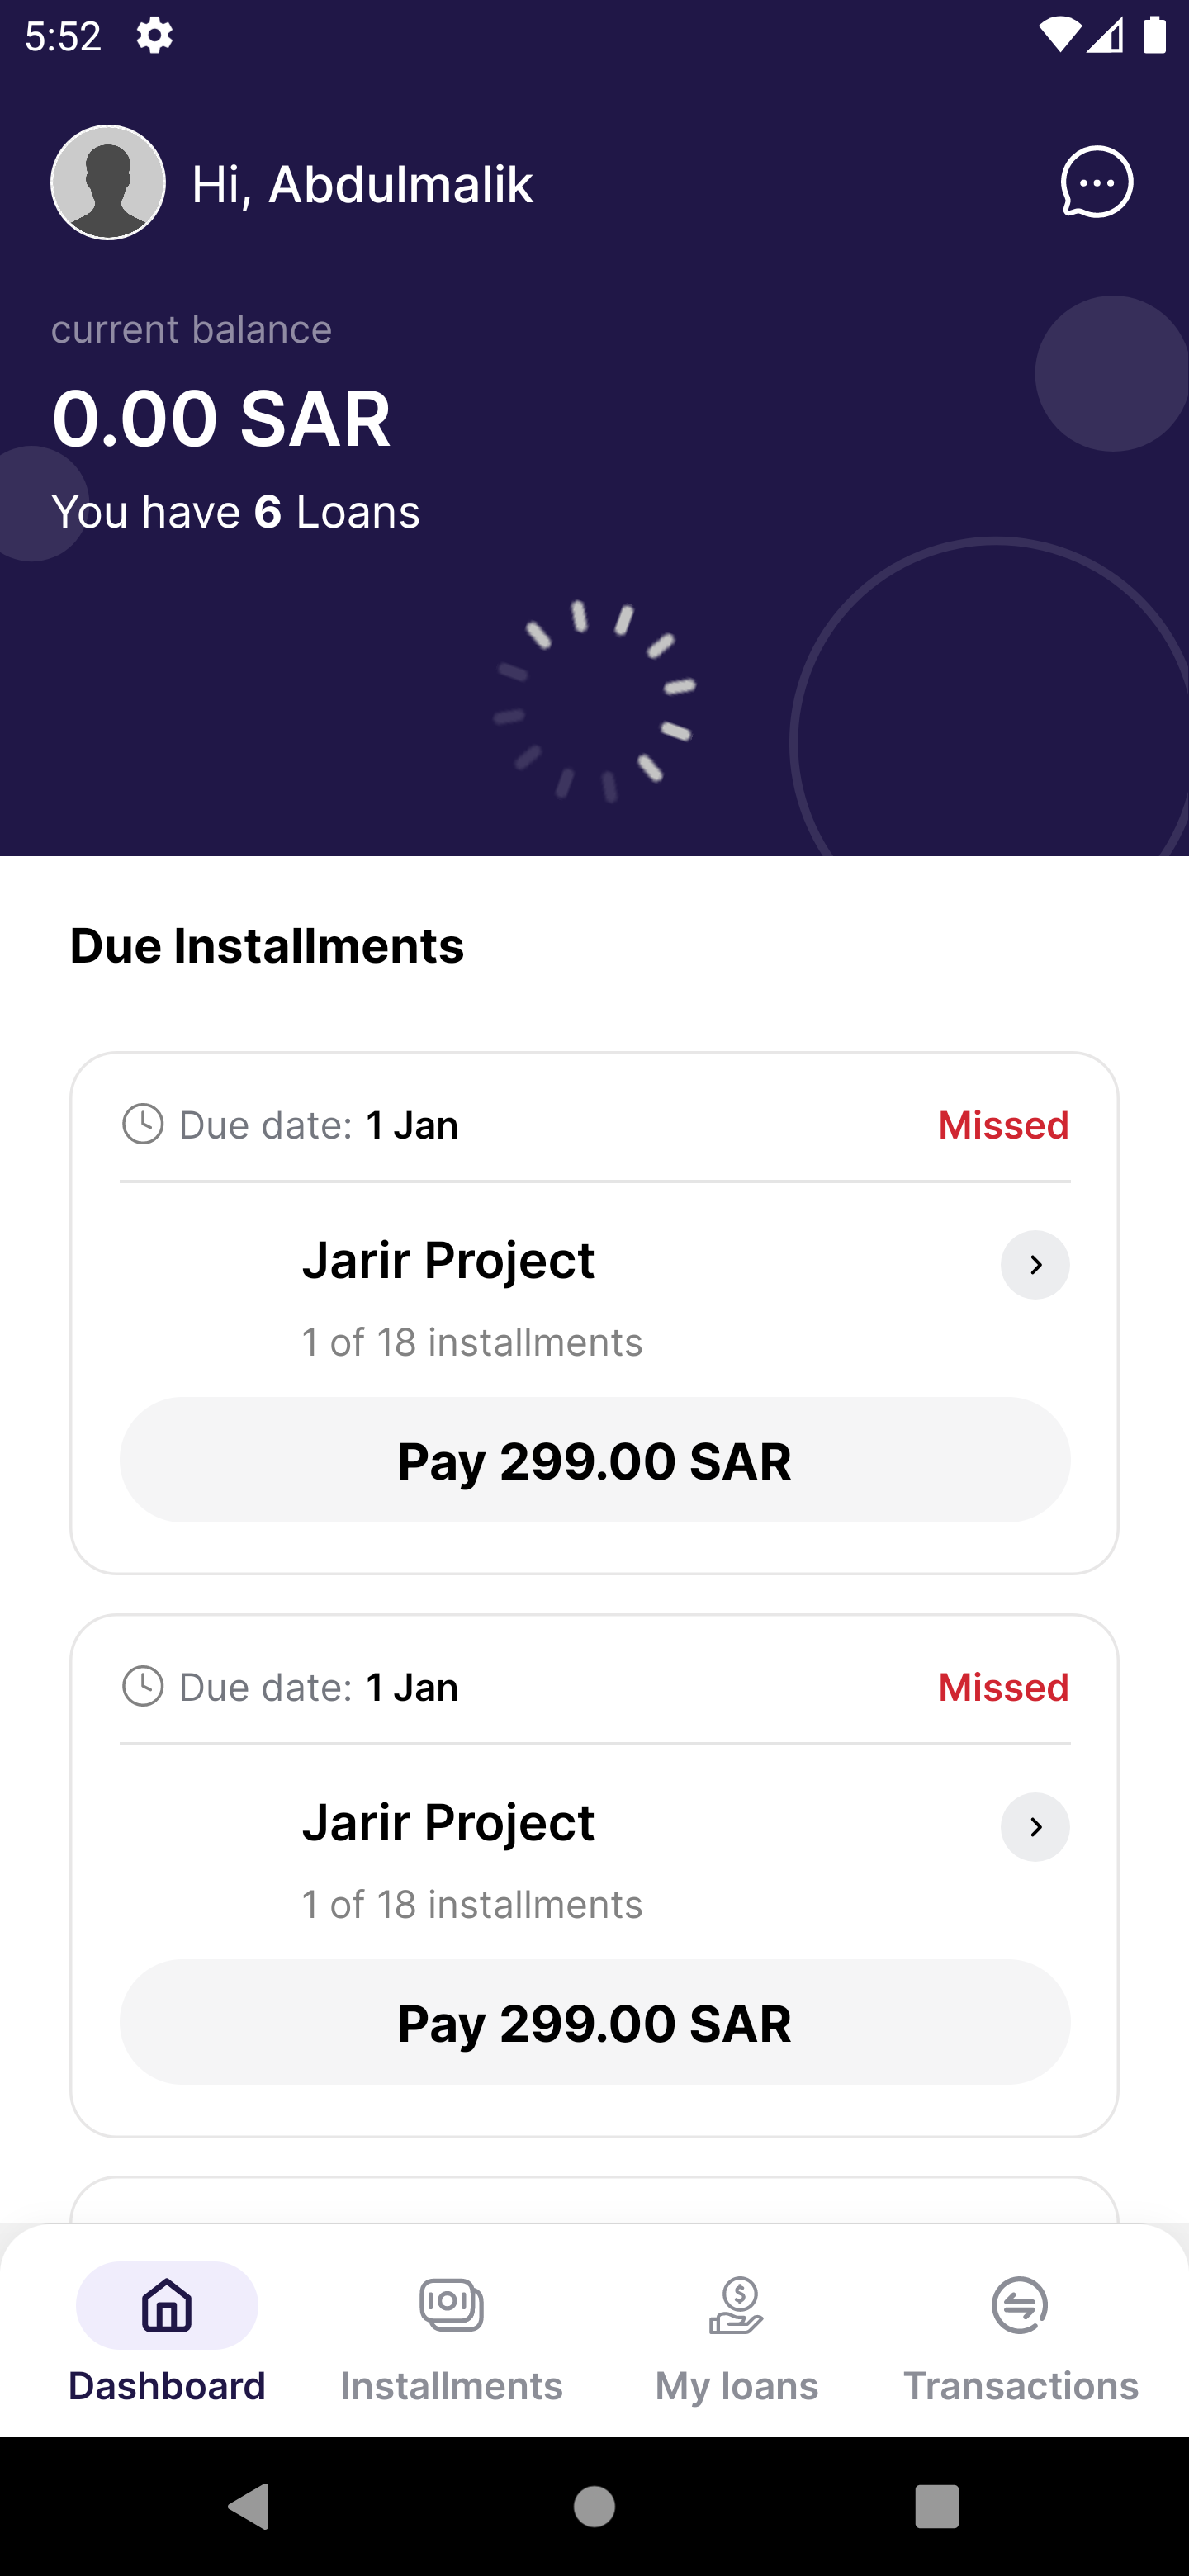 5:52
Hi, Abdulmalik
current balance
0.00 SAR
You have 6 Loans
Due Installments
Due date: 1 Jan Missed
Jarir Project
1 of 18 installments
Pay 299.00 SAR
Due date: 1 Jan Missed
Jarir Project
1 of 18 installments
Pay 299.00 SAR
Dashboard Installments My loans Transactions